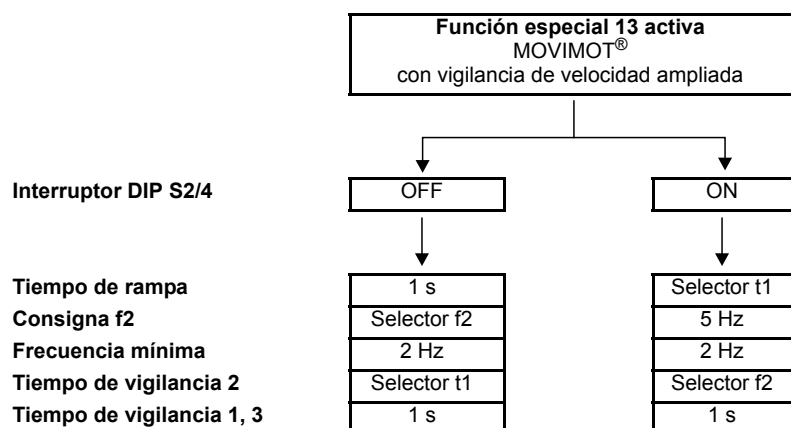 Función especial 13 activa
MOVIMOT®
con vigilancia de velocidad ampliada
Interruptor DIP S2/4 OFF ON
Tiempo de rampa 1 s Selector t1
Consigna f2 Selector f2 5 Hz
Frecuencia mínima 2 Hz 2 Hz
Tiempo de vigilancia 2 Selector t1 Selector f2
Tiempo de vigilancia 1, 3 1 s 1 s